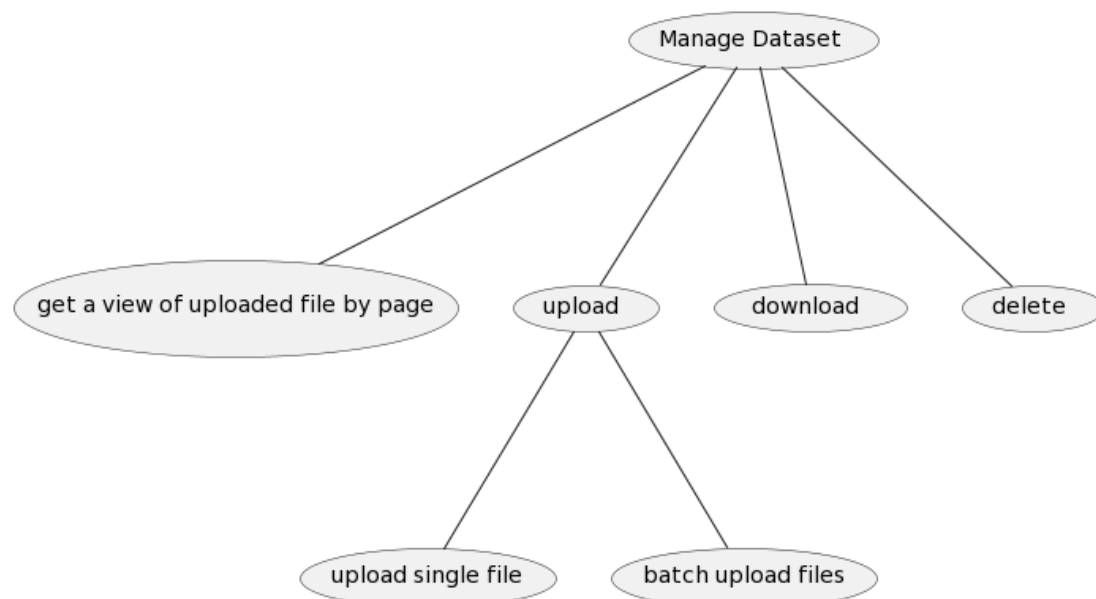 Manage Dataset
get a view of uploaded file by page
upload
download
delete
upload single file
batch upload files